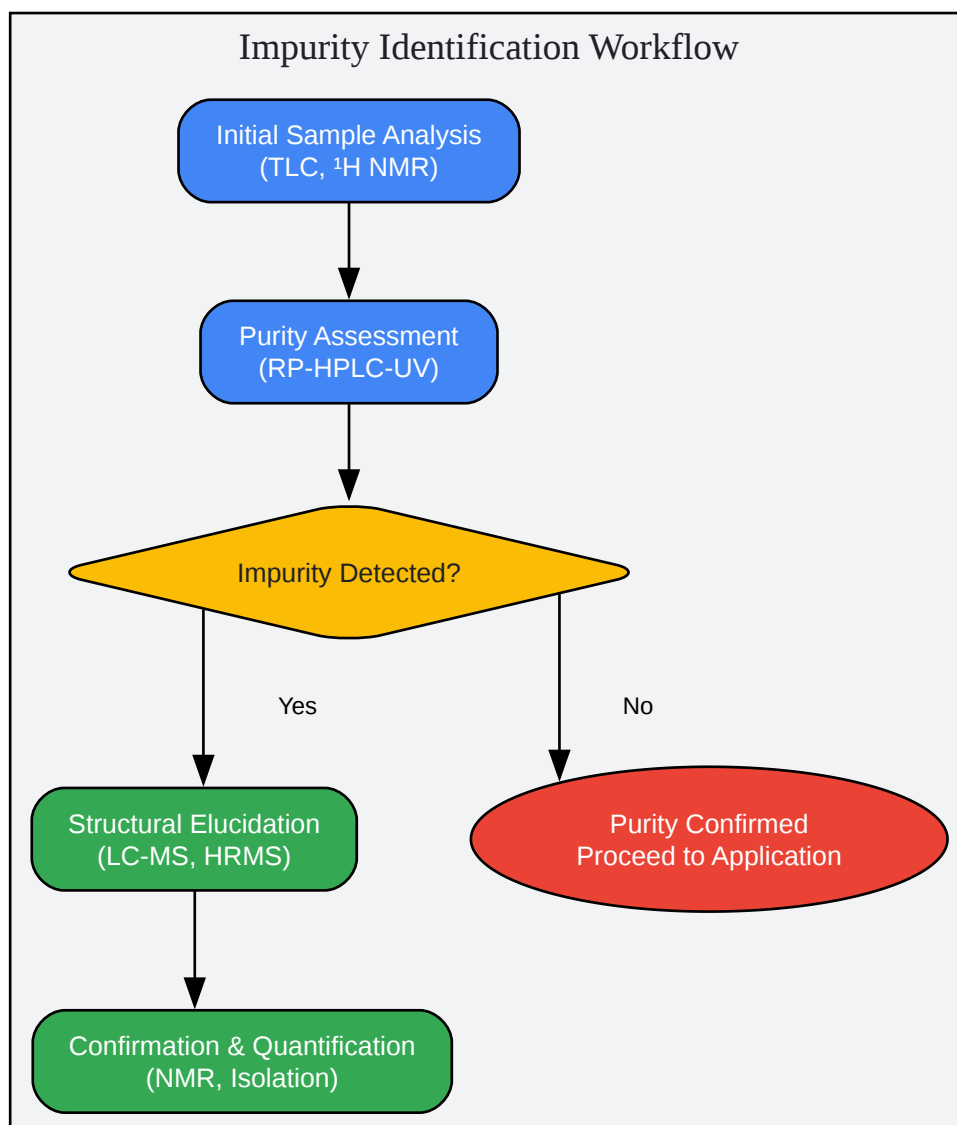 Impurity Identification Workflow
Initial Sample Analysis
(TLC, ¹H NMR)
Purity Assessment
(RP-HPLC-UV)
Impurity Detected?
Yes
No
Structural Elucidation
(LC-MS, HRMS)
Purity Confirmed
Proceed to Application
Confirmation & Quantification
(NMR, Isolation)